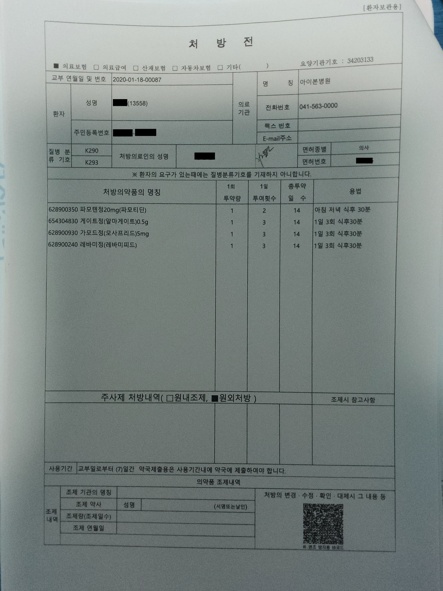 [환자보관용]
처 방 전
■ 의료보험 □ 의료급여 □ 산재보험 □ 자동차보험 □ 기타( ) 요양기관기호 : 34203133
교부 연월일 및 번호 2020-01-18-00087
의료기관 명 칭 아이본병원
환자 성명 (13558)
전화번호 041-563-0000
팩스 번호
주민등록번호
E-mail주소
질병 분류 기호 K290 K293
처방의료인의 성명
면허종별 의사
면허번호
※ 환자의 요구가 있는때에는 질병분류기호를 기재하지 아니합니다.
처방의약품의 명칭 1회 투약량 1일 투여횟수 총투약 일 수 용법
628900350 파모텐정20mg(파모티딘) 1 2 14 아침 저녁 식후30분
654304830 게이트정(알마게이트)0.5g 1 3 14 1일 3회 식후30분
628900930 가모드정(모사프리드)5mg 1 3 14 1일 3회 식후30분
628900240 레바미정(레바미피드) 1 3 14 1일 3회 식후30분
주사제 처방내역( □원내조제, ■원외처방 ) 조제시 참고사항
사용기간 교부일로부터 (7)일간 약국제출용은 사용기간내에 약국에 제출하여야 합니다.
의약품 조제내역
조제내역
조제 기관의 명칭
처방의 변경 · 수정 · 확인 · 대체시 그 내용 등
조제 약사 성명 (서명또는날인)
조제량(조제일수)
조제 연월일